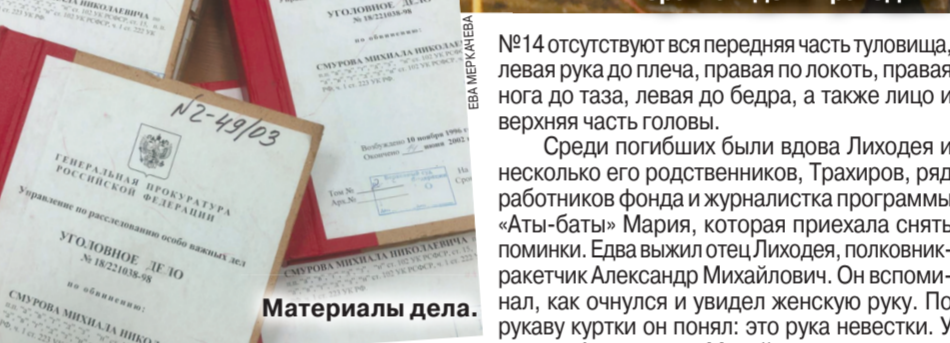 УГОЛОВНОЕ ДЕЛО
№ 18/221038-98
по обвинению:
СМУРОВА МИХАИЛА
Возбуждено 10 ноября 1996
Окончено июня 2002
Том №
№2-49/03
ГЕНЕРАЛЬНАЯ ПРОКУРАТУРА
РОССИЙСКОЙ ФЕДЕРАЦИИ
Управление по расследованию особо важных дел
УГОЛОВНОЕ ДЕЛО
№ 18/221038-98
по обвинению:
СМУРОВА МИХАИЛА
СМУРОВА МИХАИЛА НИКОЛАЕВИЧА
Материалы дела.
ЕВА МЕРКАЧЕВА
№14 отсутствуют вся передняя часть туловища,
левая рука до плеча, правая по локоть, правая
нога до таза, левая до бедра, а также лицо и
верхняя часть головы.
Среди погибших были вдова Лиходея и
несколько его родственников, Трахиров, ряд
работников фонда и журналистка программы
«Аты-баты» Мария, которая приехала снять
поминки. Едва выжил отец Лиходея, полковник-
ракетчик Александр Михайлович. Он вспоми-
нал, как очнулся и увидел женскую руку. По
рукаву куртки он понял: это рука невестки. У